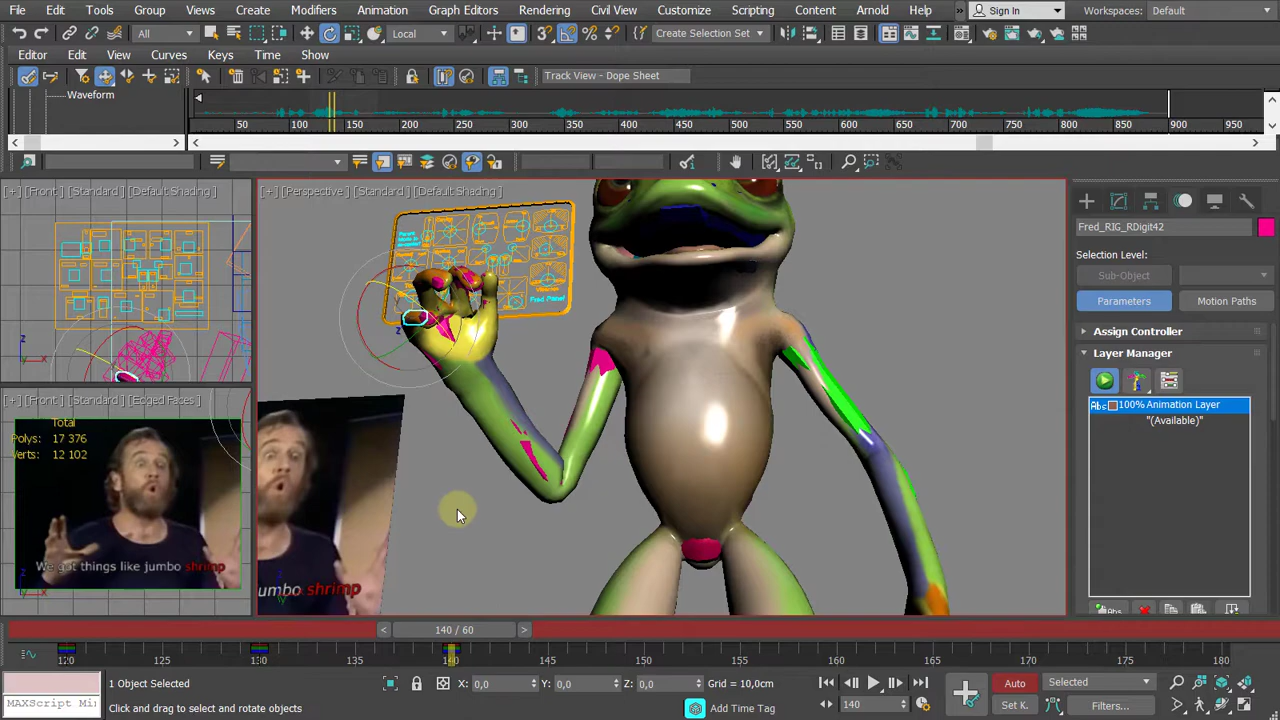 File Edit Tools Group Views Create Modifiers Animation Graph Editors Rendering Civil View Customize Scripting Content Arnold Help » Sign In Workspaces: Default
All Local Create Selection Set
Editor Edit View Curves Keys Time Show
Track View - Dope Sheet
Waveform
50 100 150 200 250 300 350 400 450 500 550 600 650 700 750 800 850 900 950
[+] [Front] [Standard] [Default Shading]
[+] [Perspective] [Standard] [Default Shading]
Fred_RIG_RDigit42
Selection Level:
Sub-Object
Parameters Motion Paths
Assign Controller
Layer Manager
Abs 100% Animation Layer
"(Available)"
Fred Panel
[+] [Front] [Standard] [Edged Faces]
Total
Polys: 17 376
Verts: 12 102
We got things like jumbo shrimp
umbo shrimp
Abs
140 / 60
120 130 135 140 145 150 155 160 165 170 175 180
1 Object Selected X: 0,0 Y: 0,0 Z: 0,0 Grid = 10,0cm Auto Selected
MAXScript Mi Click and drag to select and rotate objects Add Time Tag 140 Set K. Filters...